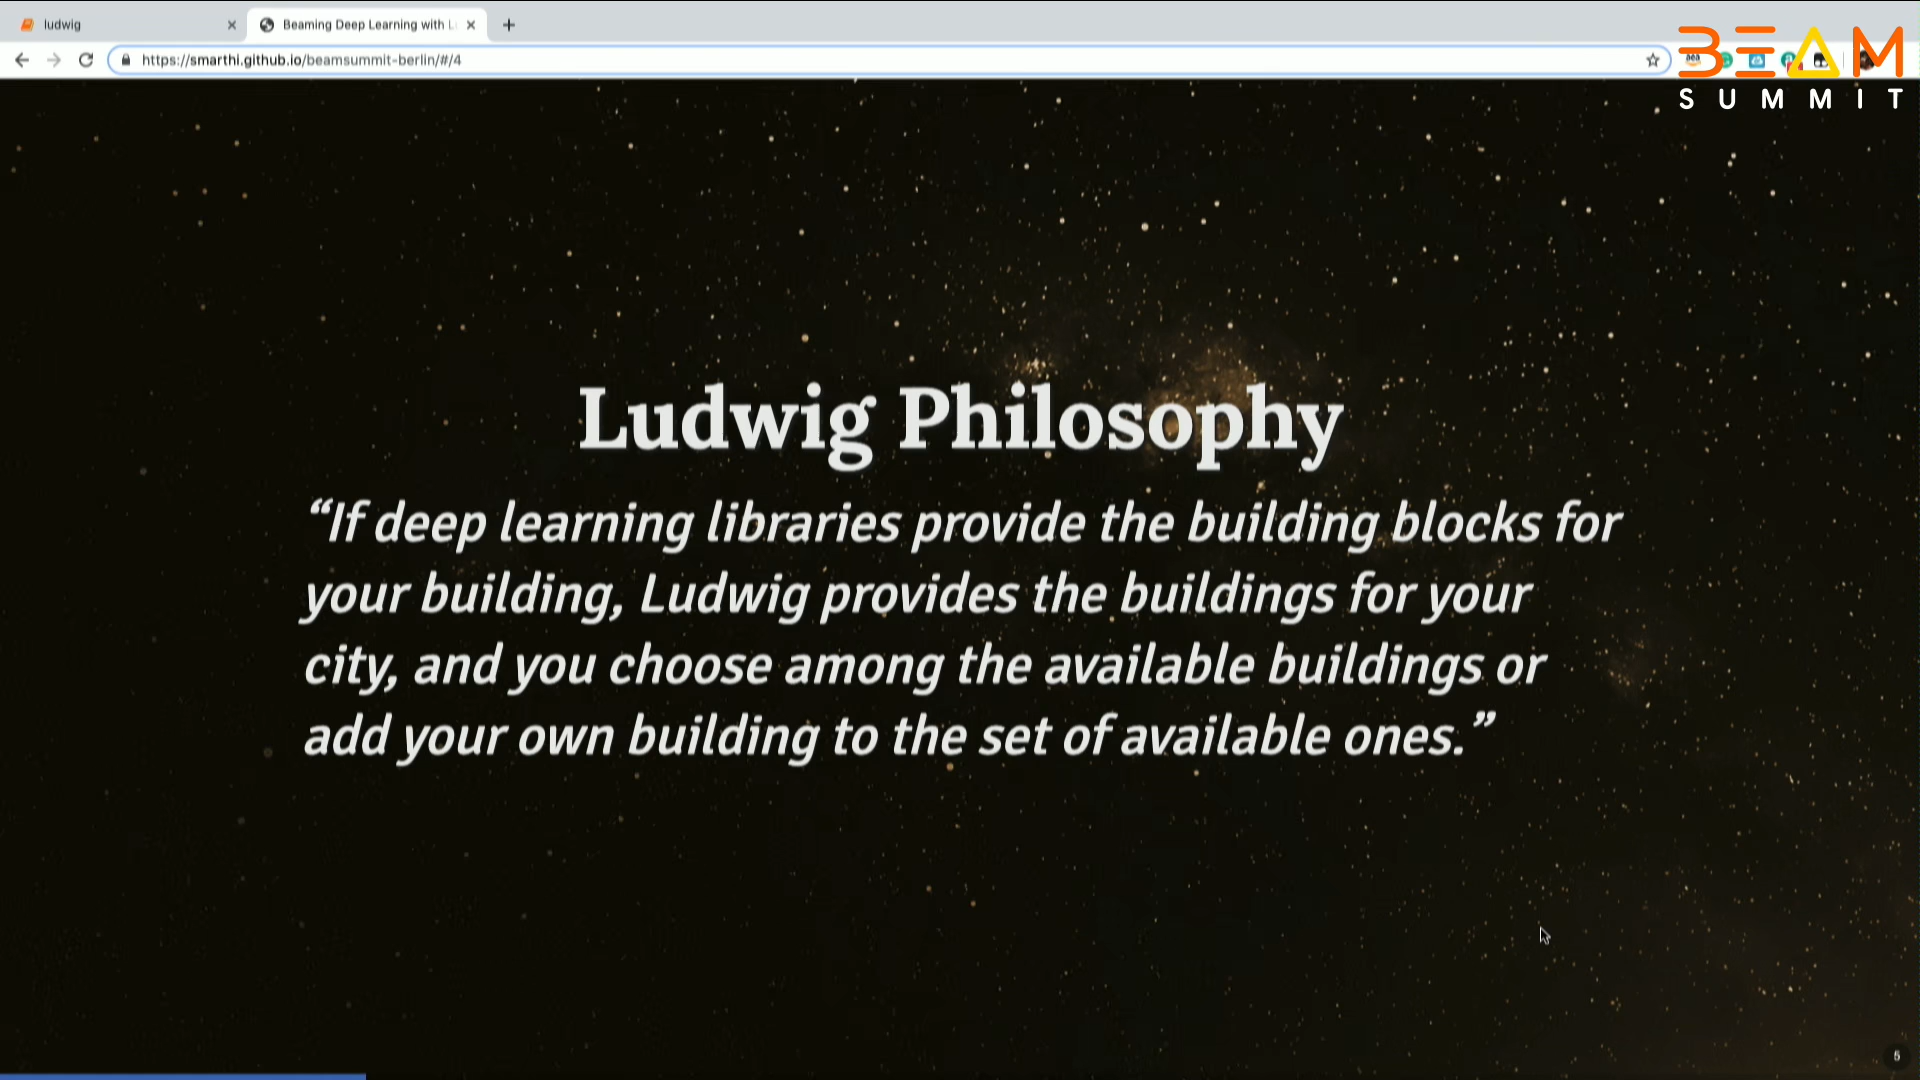 ludwig
Beaming Deep Learning with L
https://smarthi.github.io/beamsummit-berlin/#/4
BEAM
SUMMIT
Ludwig Philosophy
“If deep learning libraries provide the building blocks for
your building, Ludwig provides the buildings for your
city, and you choose among the available buildings or
add your own building to the set of available ones.”
5